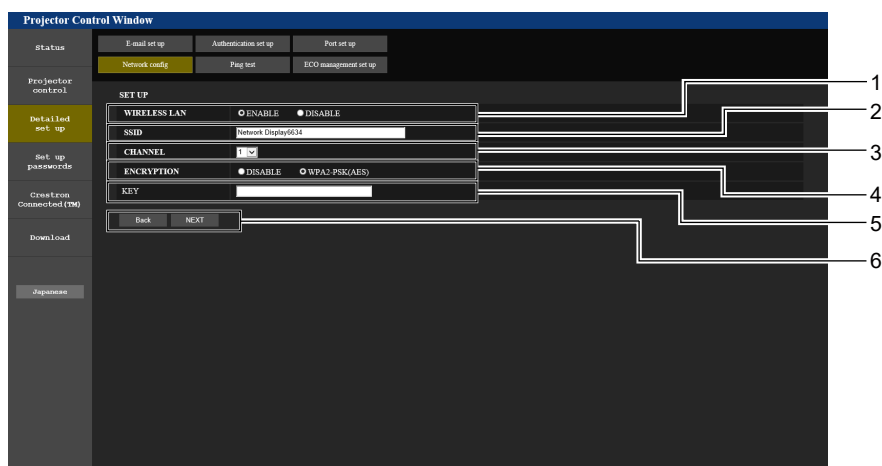 Projector Control Window
Status
E-mail set up
Authentication set up
Port set up
Network config
Ping test
ECO management set up
Projector
control
SET UP
1
WIRELESS LAN
ENABLE
DISABLE
2
Detailed
set up
SSID
Network Display6634
CHANNEL
1
3
Set up
passwords
ENCRYPTION
DISABLE
WPA2-PSK(AES)
4
KEY
5
Crestron
Connected(TM)
Back
NEXT
6
Download
Japanese